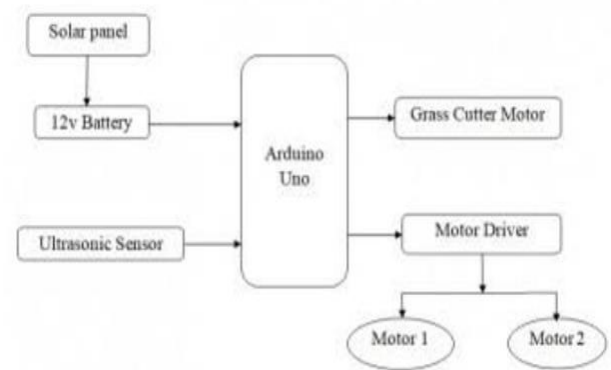 Solar panel
12v Battery
Ultrasonic Sensor
Arduino
Uno
Grass Cutter Motor
Motor Driver
Motor 1
Motor 2